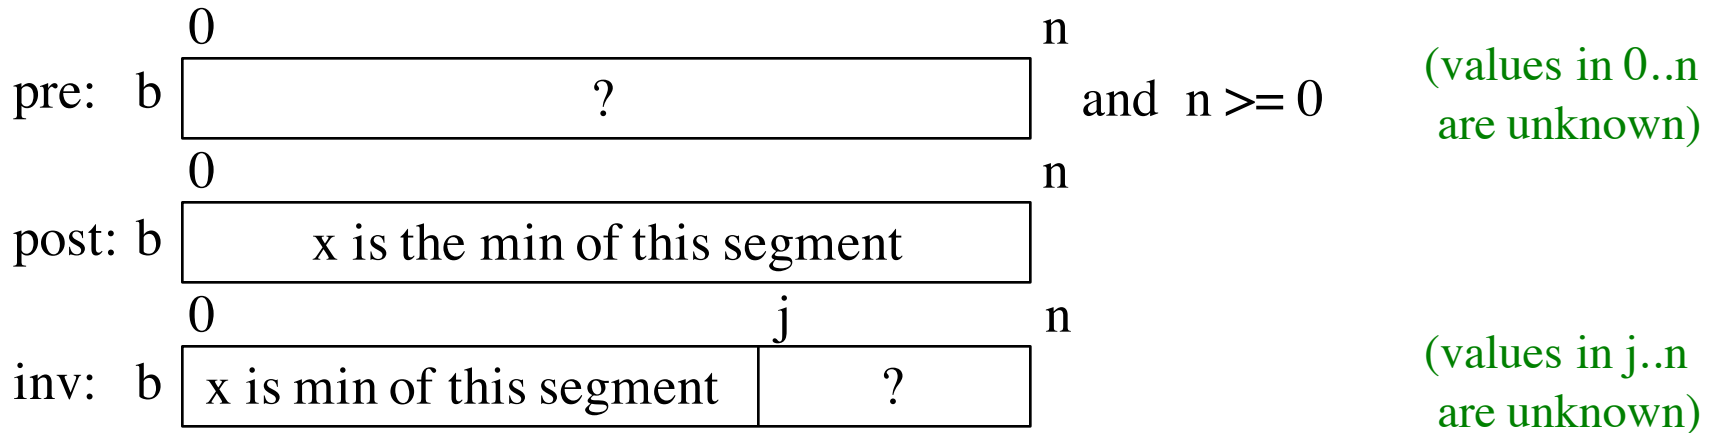 0 n
pre: b ? and n >= 0 (values in 0..n are unknown)
0 n
post: b x is the min of this segment
0 j n
inv: b x is min of this segment ? (values in j..n are unknown)